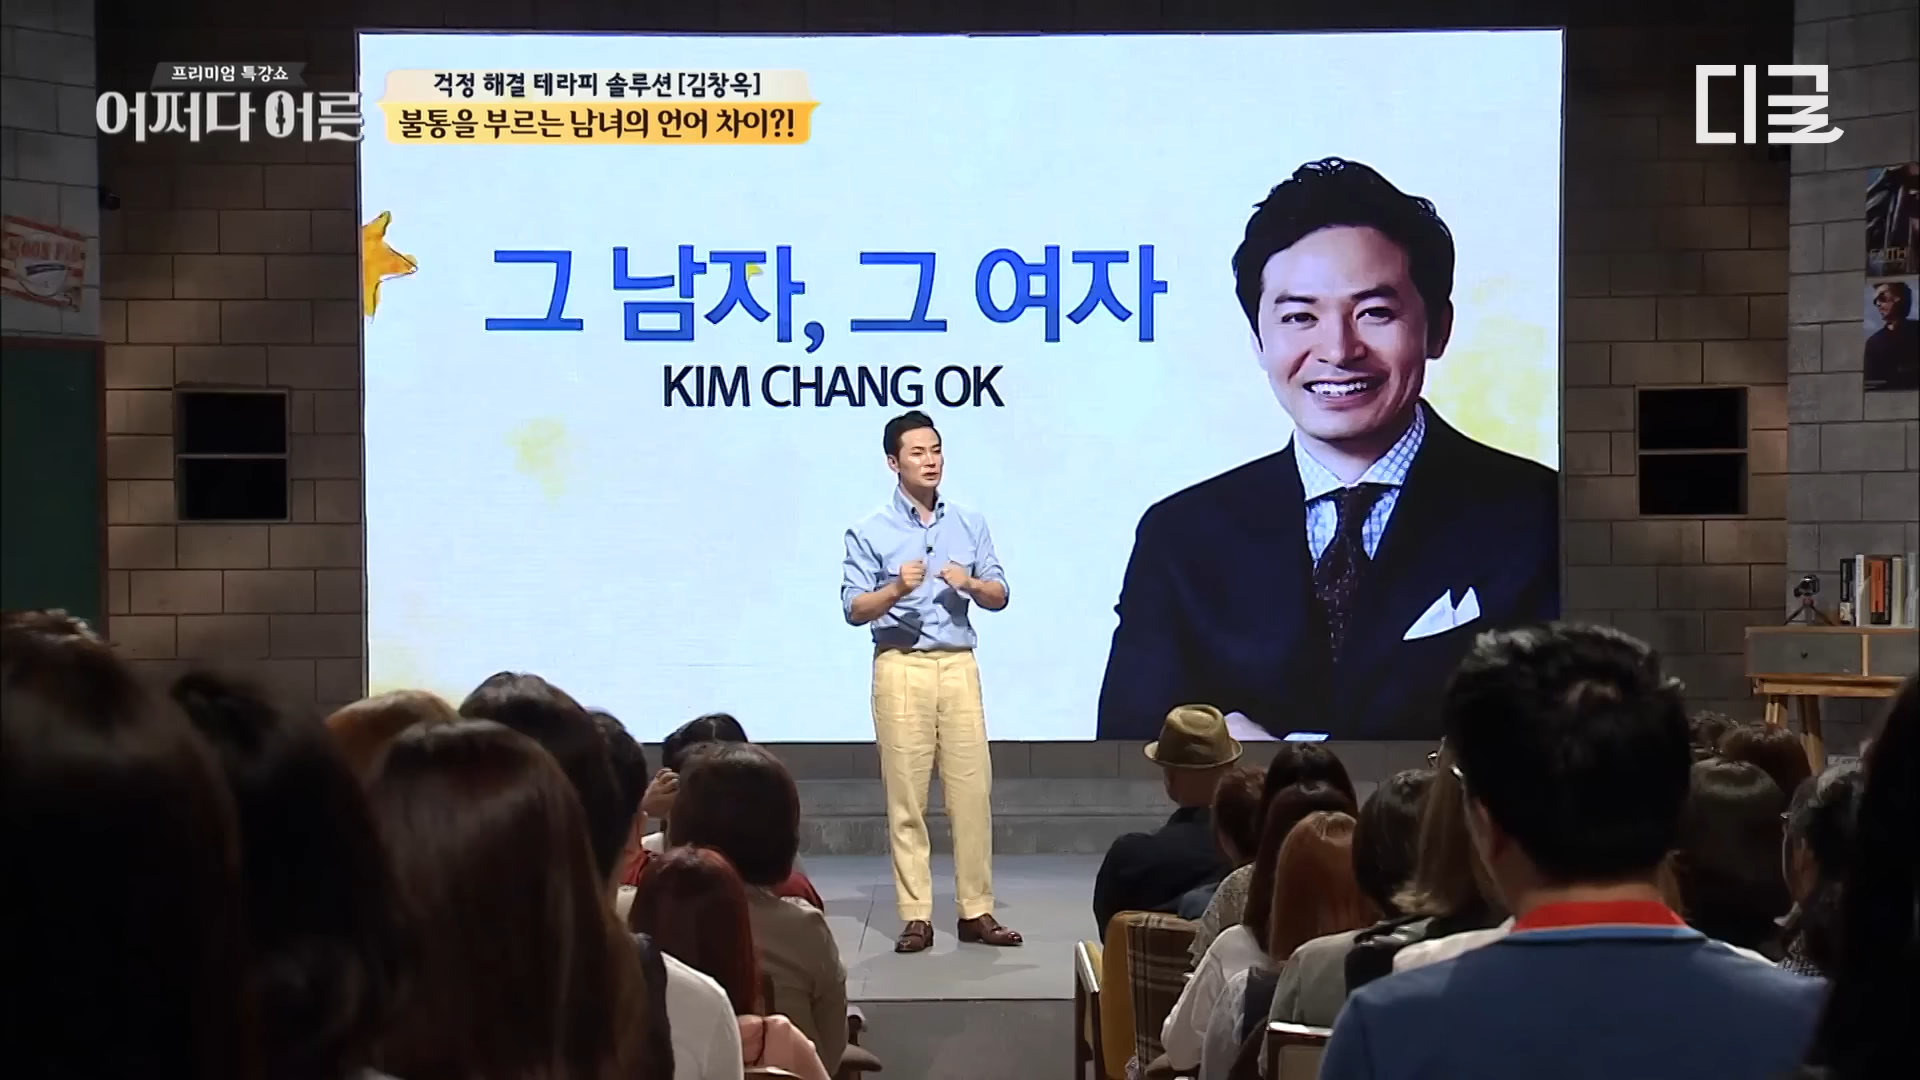 프리미엄 특강쇼
어쩌다 어른
걱정 해결 테라피 솔루션 [김창옥]
불통을 부르는 남녀의 언어 차이?!
디글
그 남자, 그 여자
KIM CHANG OK
FAITH